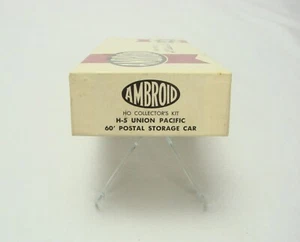 AMBROID
HO COLLECTOR'S KIT
H-5 UNION PACIFIC
60' POSTAL STORAGE CAR